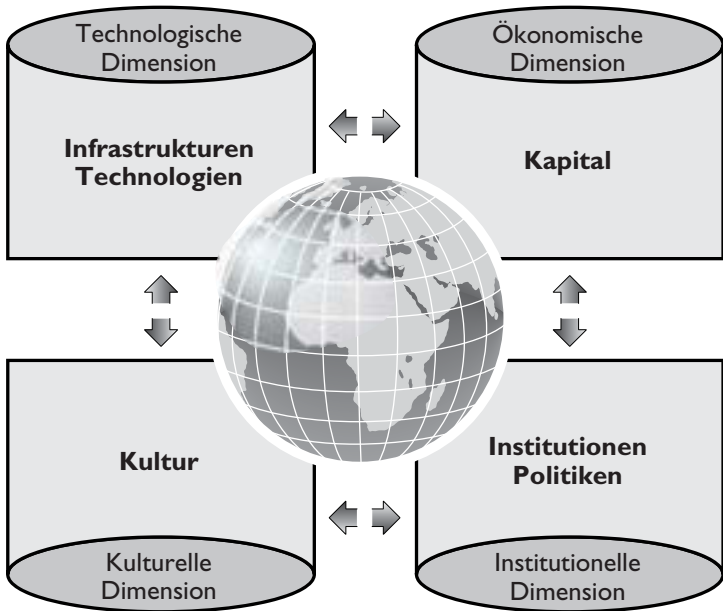 Technologische
Dimension
Infrastrukturen
Technologien
Ökonomische
Dimension
Kapital
Kultur
Kulturelle
Dimension
Institutionen
Politiken
Institutionelle
Dimension